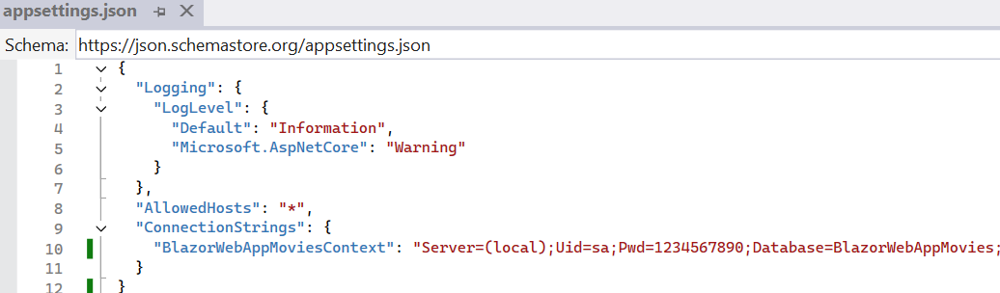 appsettings.json
Schema: https://json.schemastore.org/appsettings.json
1 {
2 "Logging": {
3 "LogLevel": {
4 "Default": "Information",
5 "Microsoft.AspNetCore": "Warning"
6 }
7 },
8 "AllowedHosts": "*",
9 "ConnectionStrings": {
10 "BlazorWebAppMoviesContext": "Server=(local);Uid=sa;Pwd=1234567890;Database=BlazorWebAppMovies;
11 }
12 }